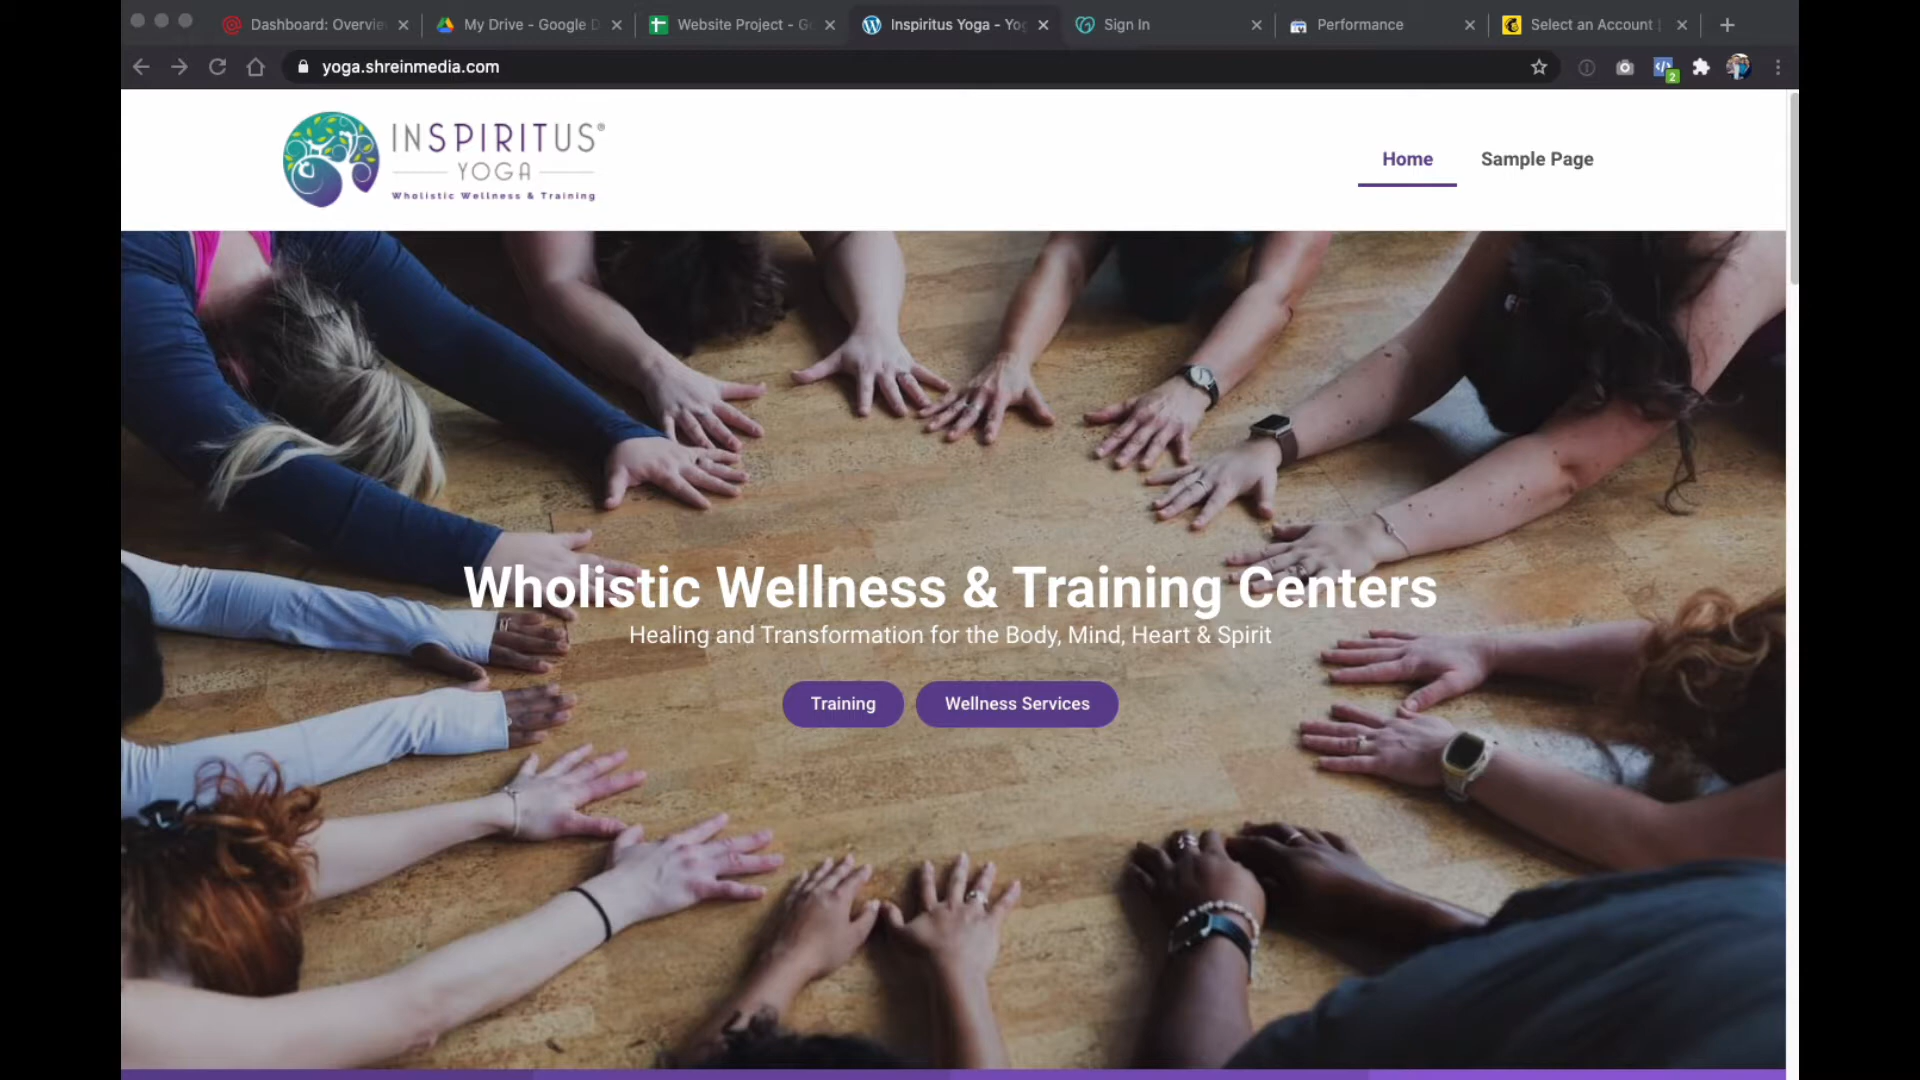 Dashboard: Overvie
My Drive - Google D
Website Project - G
Inspiritus Yoga - Yog
Sign In
Performance
Select an Account |
yoga.shreinmedia.com
2
INSPIRITUS®
YOGA
Wholistic Wellness & Training
Home
Sample Page
Wholistic Wellness & Training Centers
Healing and Transformation for the Body, Mind, Heart & Spirit
Training
Wellness Services